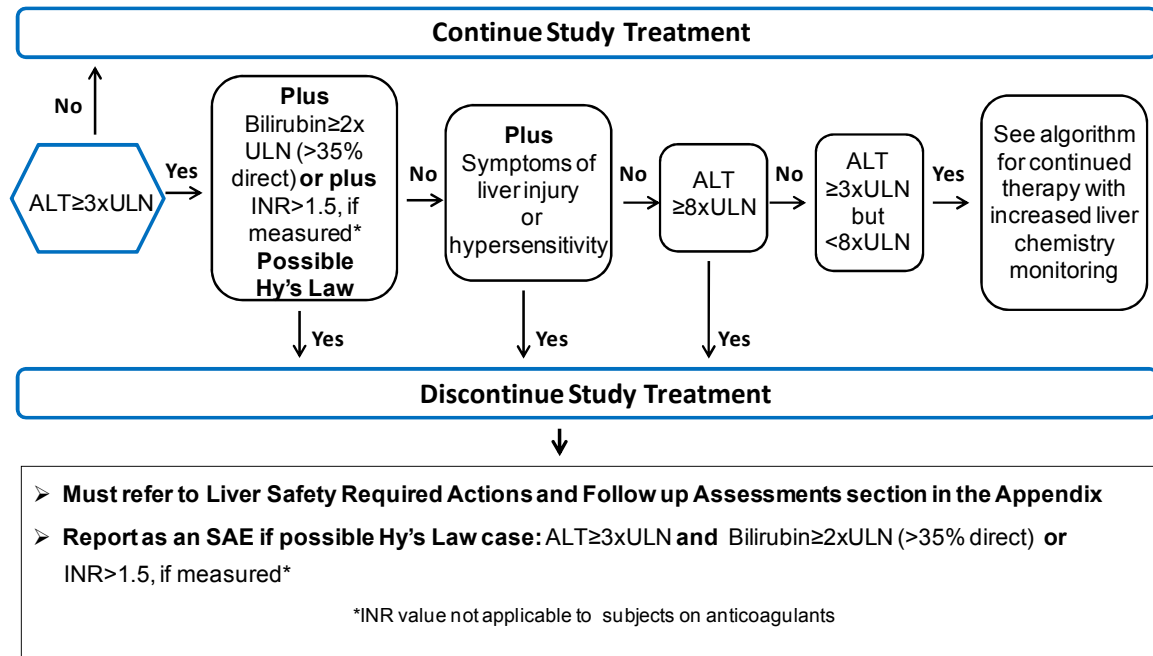 Continue Study Treatment
No
ALT≥3xULN
Yes
Plus
Bilirubin≥2x
ULN (>35%
direct) or plus
INR>1.5, if
measured*
Possible
Hy's Law
No
Yes
Plus
Symptoms of
liver injury
or
hypersensitivity
No
Yes
ALT
≥8xULN
No
Yes
ALT
≥3xULN
but
<8xULN
Yes
See algorithm
for continued
therapy with
increased liver
chemistry
monitoring
Discontinue Study Treatment
➢ Must refer to Liver Safety Required Actions and Follow up Assessments section in the Appendix
➢ Report as an SAE if possible Hy's Law case: ALT≥3xULN and Bilirubin≥2xULN (>35% direct) or
INR>1.5, if measured*
*INR value not applicable to subjects on anticoagulants